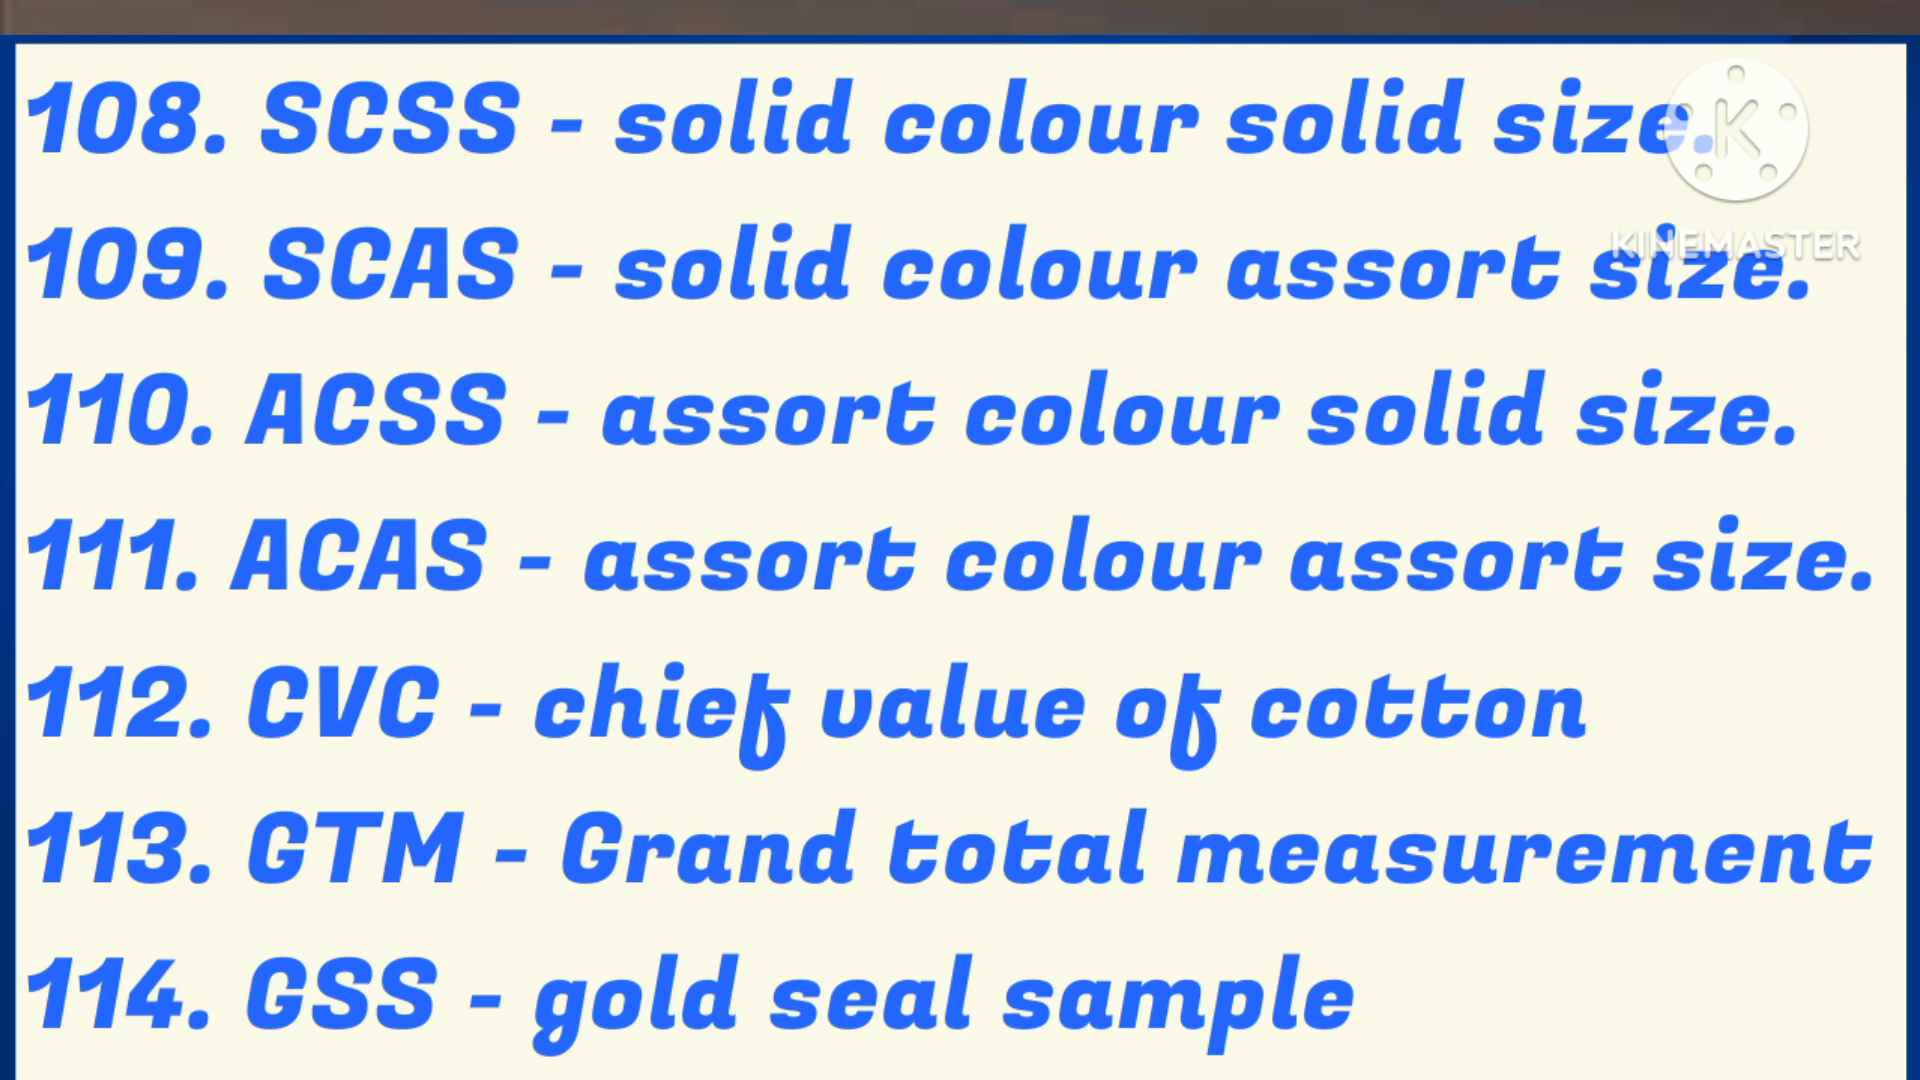 108. SCSS - solid colour solid size.
K
KINEMASTER
109. SCAS - solid colour assort size.
110. ACSS - assort colour solid size.
111. ACAS - assort colour assort size.
112. CVC - chief value of cotton
113. GTM - Grand total measurement
114. GSS - gold seal sample